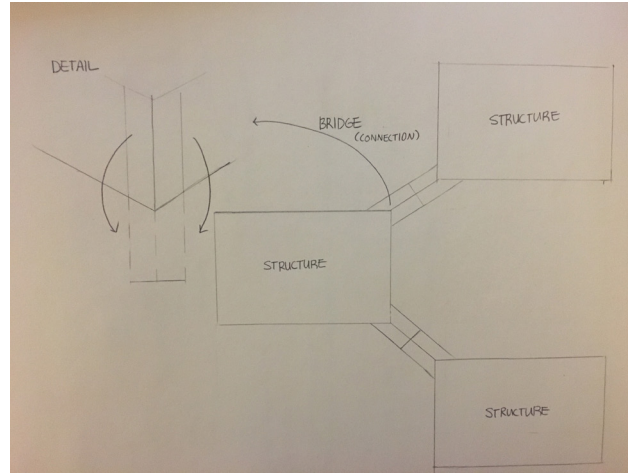 DETAIL
BRIDGE
(CONNECTION)
STRUCTURE
STRUCTURE
STRUCTURE